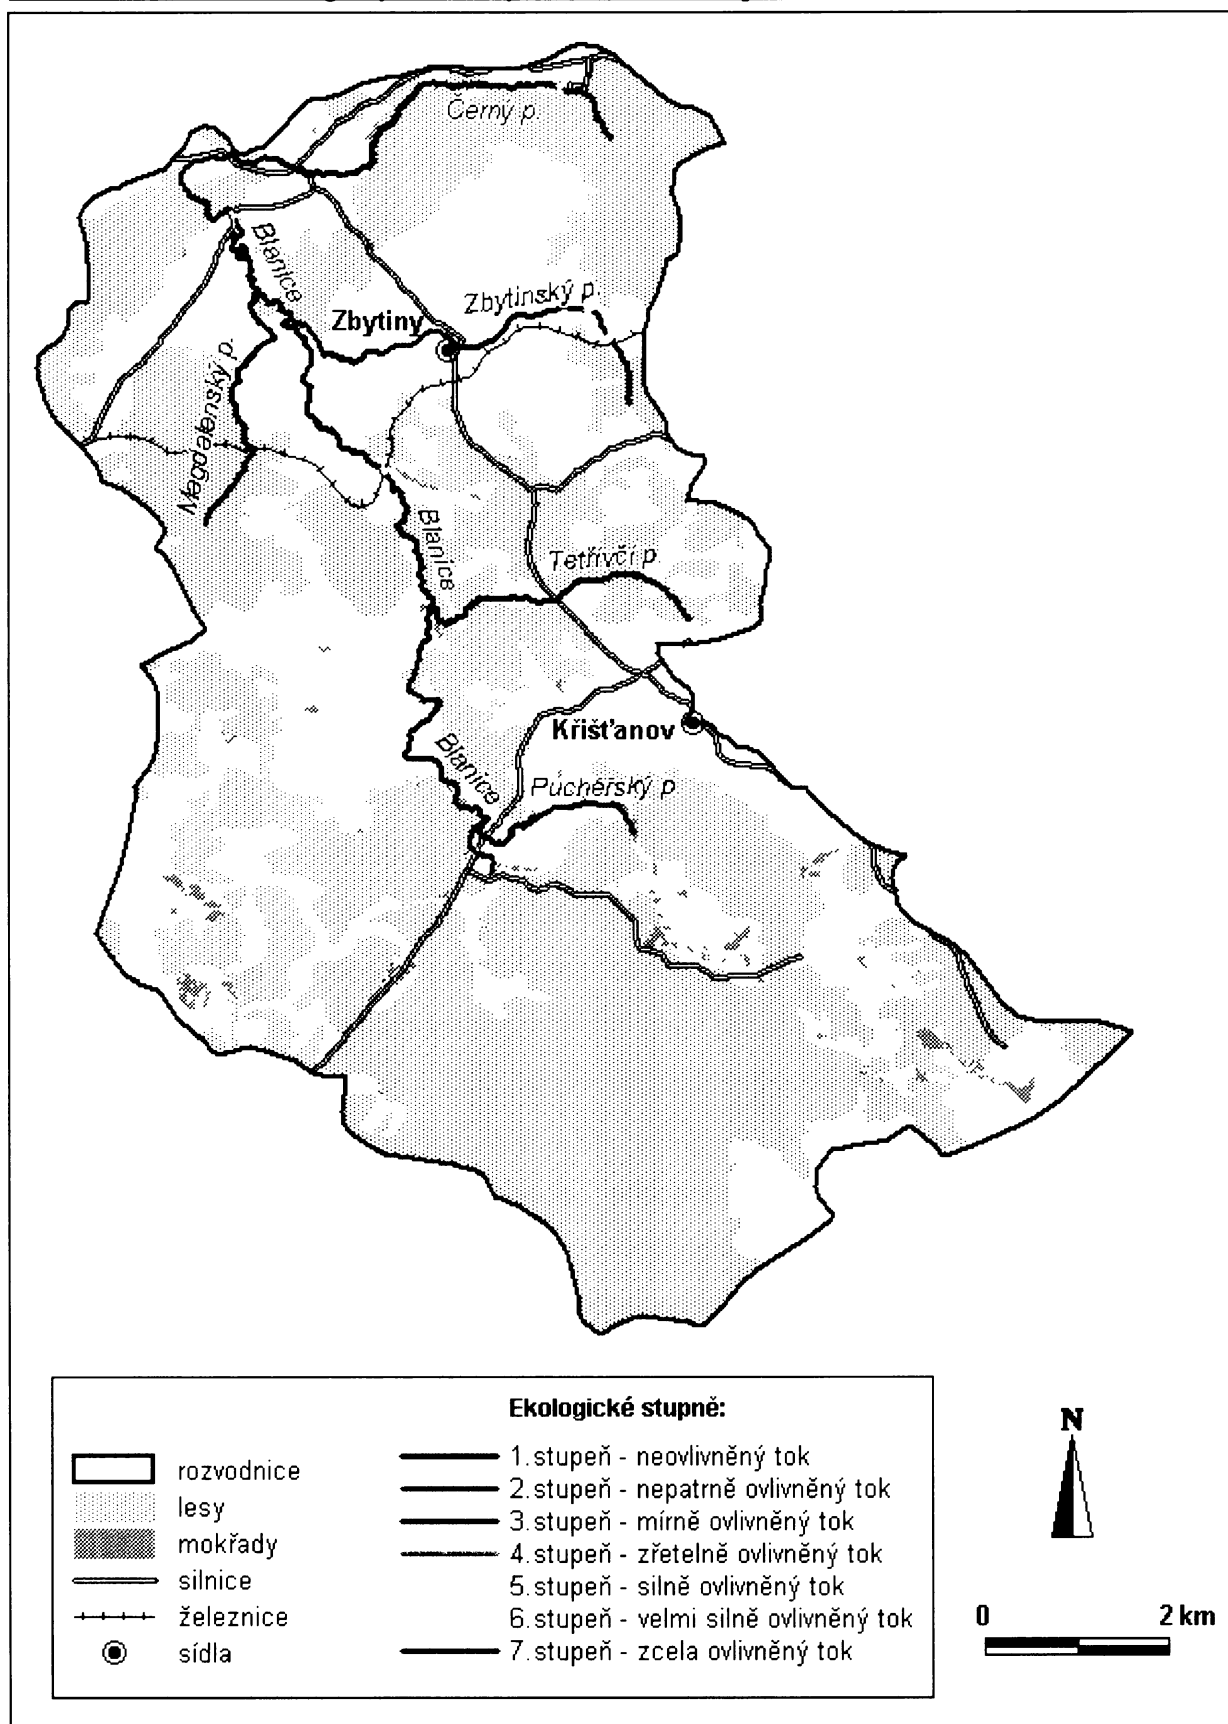 Černý p.
Blanice
Zbytinský p.
Zbytiny
Magdalenský p.
Blanice
Tetřívčí p.
Křišťanov
Blanice
Puchéřský p
Ekologické stupně:
rozvodnice
lesy
mokřady
silnice
železnice
sídla
1.stupeň - neovlivněný tok
2.stupeň - nepatrně ovlivněný tok
3.stupeň - mírně ovlivněný tok
4.stupeň - zřetelně ovlivněný tok
5.stupeň - silně ovlivněný tok
6.stupeň - velmi silně ovlivněný tok
7.stupeň - zcela ovlivněný tok
N
0 2 km